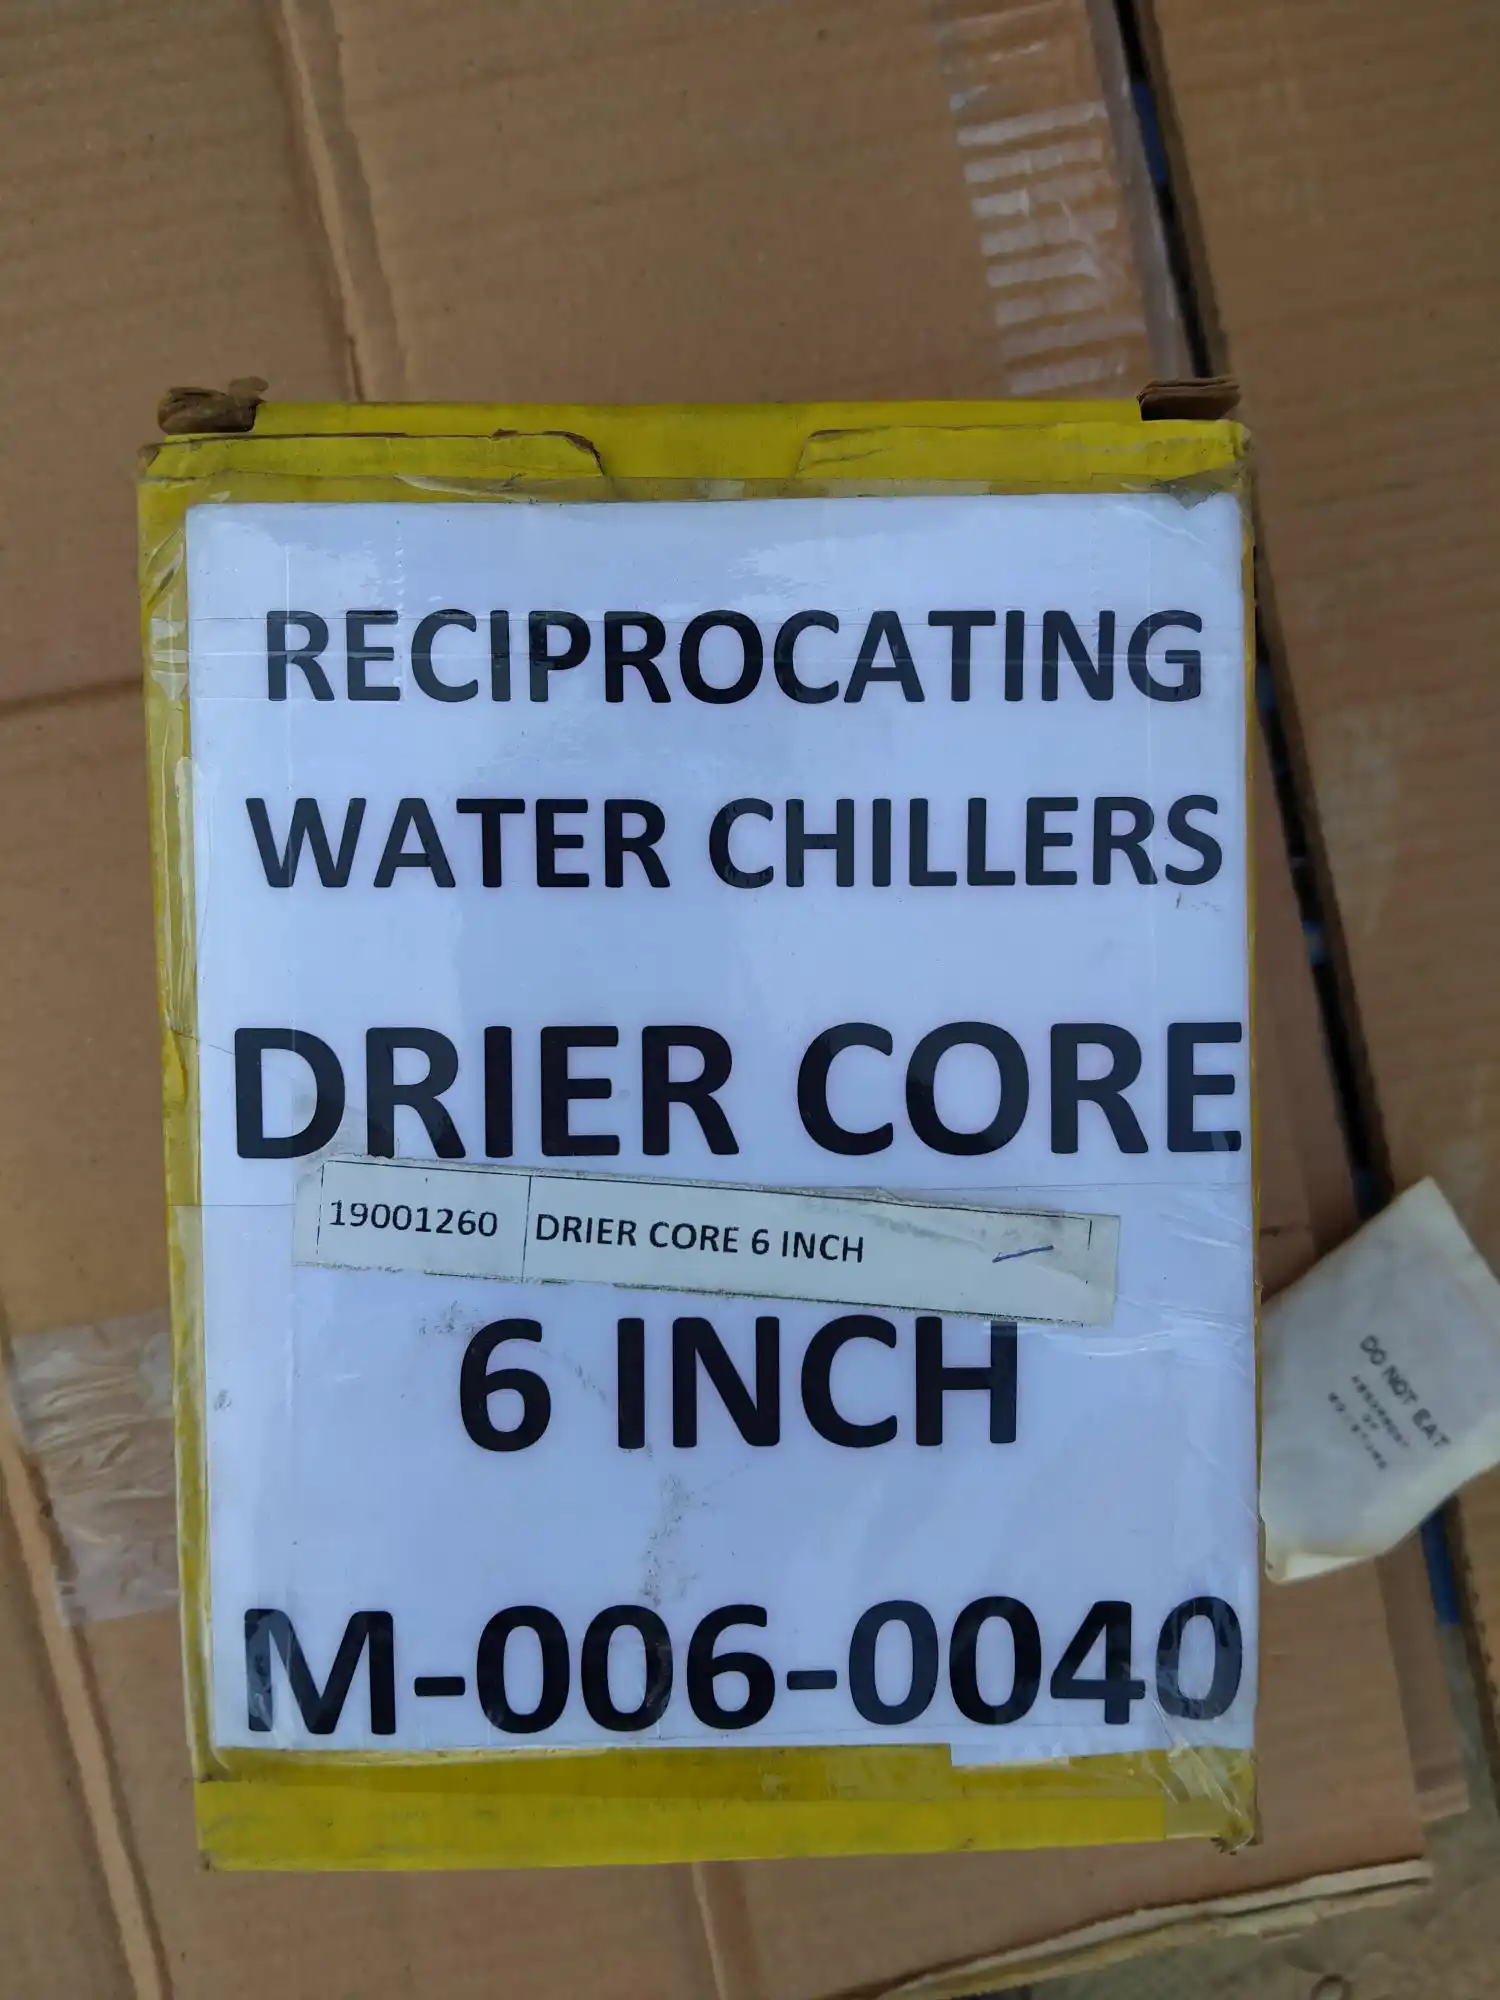 RECIPROCATING
WATER CHILLERS
DRIER CORE
19001260 DRIER CORE 6 INCH
6 INCH
M-006-0040
DO NOT EAT